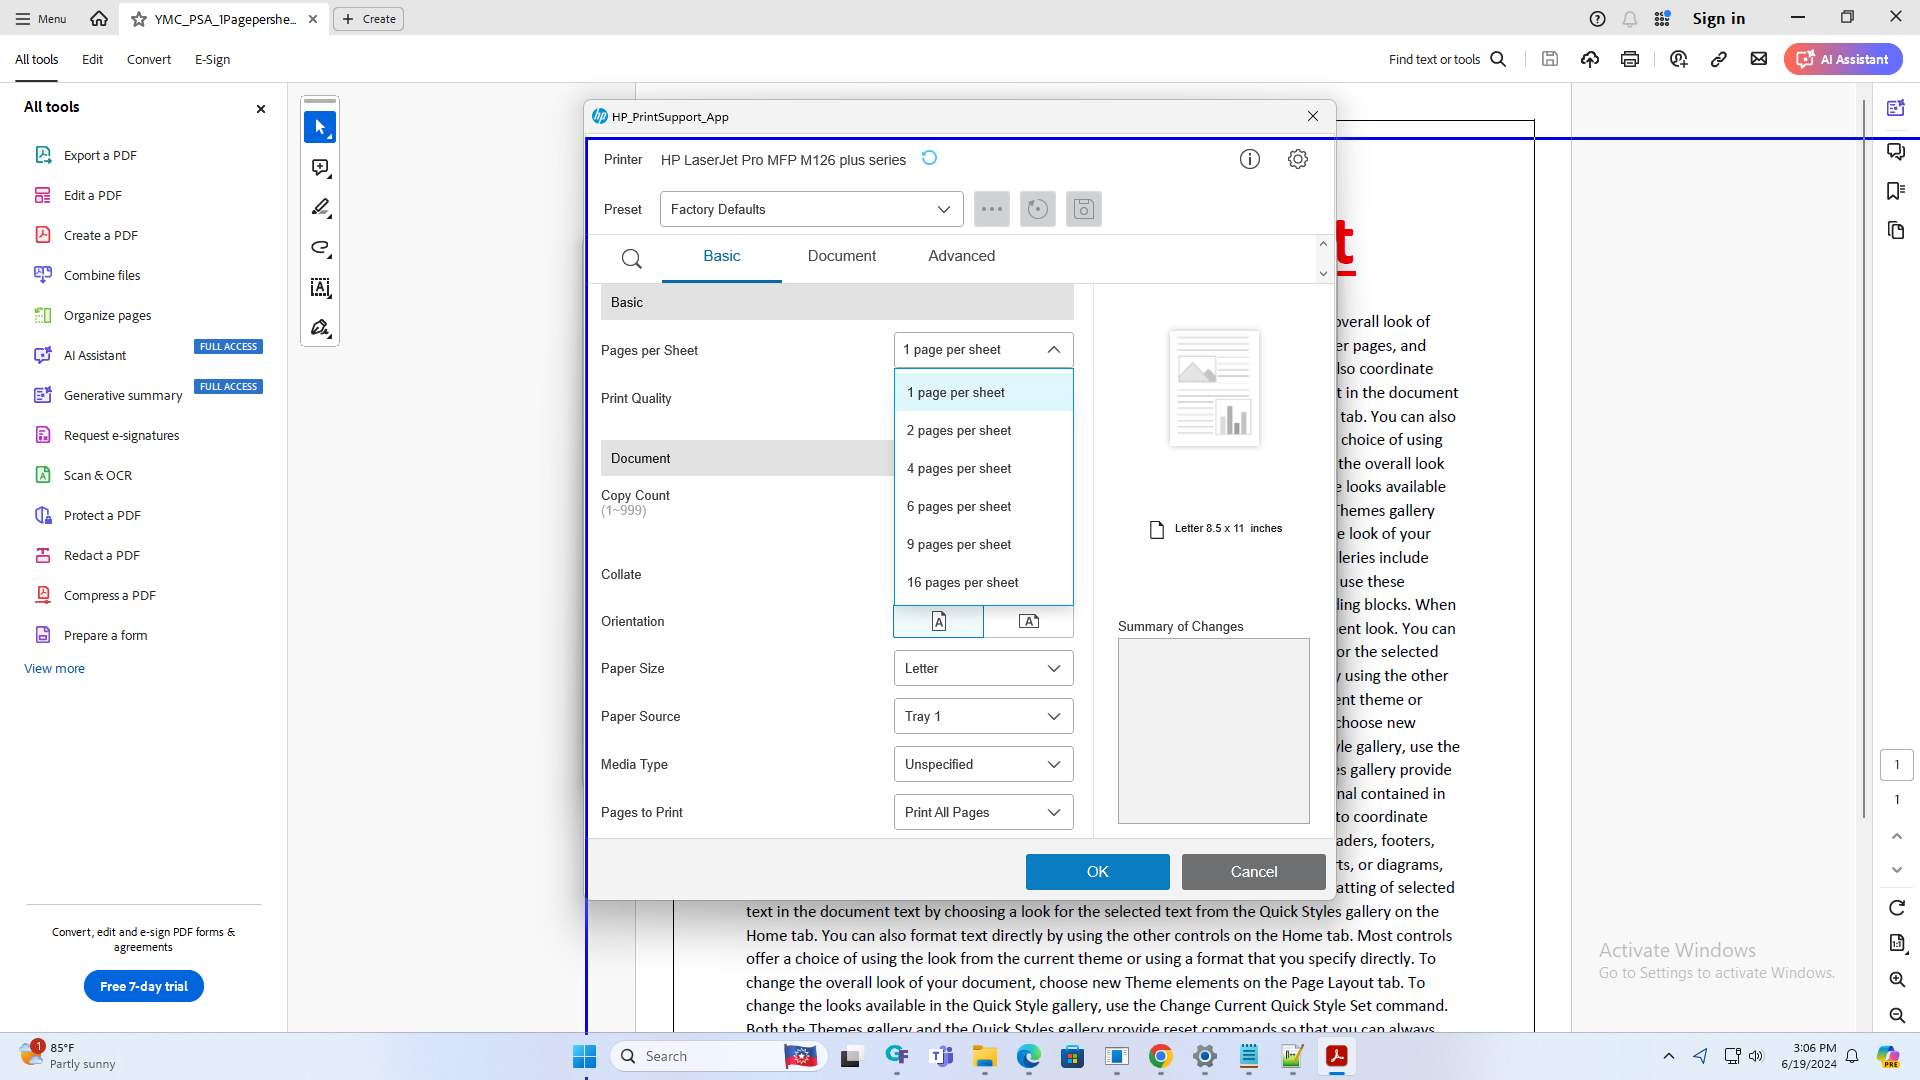 Menu
YMC_PSA_1Pagepershe...
Create
Sign in
All tools
Edit
Convert
E-Sign
Find text or tools
AI Assistant
All tools
Export a PDF
Edit a PDF
Create a PDF
Combine files
Organize pages
AI Assistant
FULL ACCESS
Generative summary
FULL ACCESS
Request e-signatures
Scan & OCR
Protect a PDF
Redact a PDF
Compress a PDF
Prepare a form
View more
Convert, edit and e-sign PDF forms &
agreements
Free 7-day trial
HP_PrintSupport_App
Printer
HP LaserJet Pro MFP M126 plus series
Preset
Factory Defaults
Basic
Document
Advanced
Basic
Pages per Sheet
1 page per sheet
1 page per sheet
2 pages per sheet
4 pages per sheet
6 pages per sheet
9 pages per sheet
16 pages per sheet
Print Quality
Document
Copy Count
(1~999)
Collate
Orientation
Paper Size
Letter
Paper Source
Tray 1
Media Type
Unspecified
Pages to Print
Print All Pages
Letter 8.5 x 11 inches
Summary of Changes
OK
Cancel
t
overall look of
er pages, and
lso coordinate
t in the document
tab. You can also
choice of using
the overall look
e looks available
Themes gallery
e look of your
lleries include
use these
ing blocks. When
ent look. You can
or the selected
y using the other
ent theme or
choose new
yle gallery, use the
s gallery provide
nal contained in
to coordinate
aders, footers,
ts, or diagrams,
atting of selected
text in the document text by choosing a look for the selected text from the Quick Styles gallery on the
Home tab. You can also format text directly by using the other controls on the Home tab. Most controls
offer a choice of using the look from the current theme or using a format that you specify directly. To
change the overall look of your document, choose new Theme elements on the Page Layout tab. To
change the looks available in the Quick Style gallery, use the Change Current Quick Style Set command.
Both the Themes gallery and the Quick Styles gallery provide reset commands so that you can always
1
1
Activate Windows
Go to Settings to activate Windows.
1
85°F
Partly sunny
Search
3:06 PM
6/19/2024
PRE